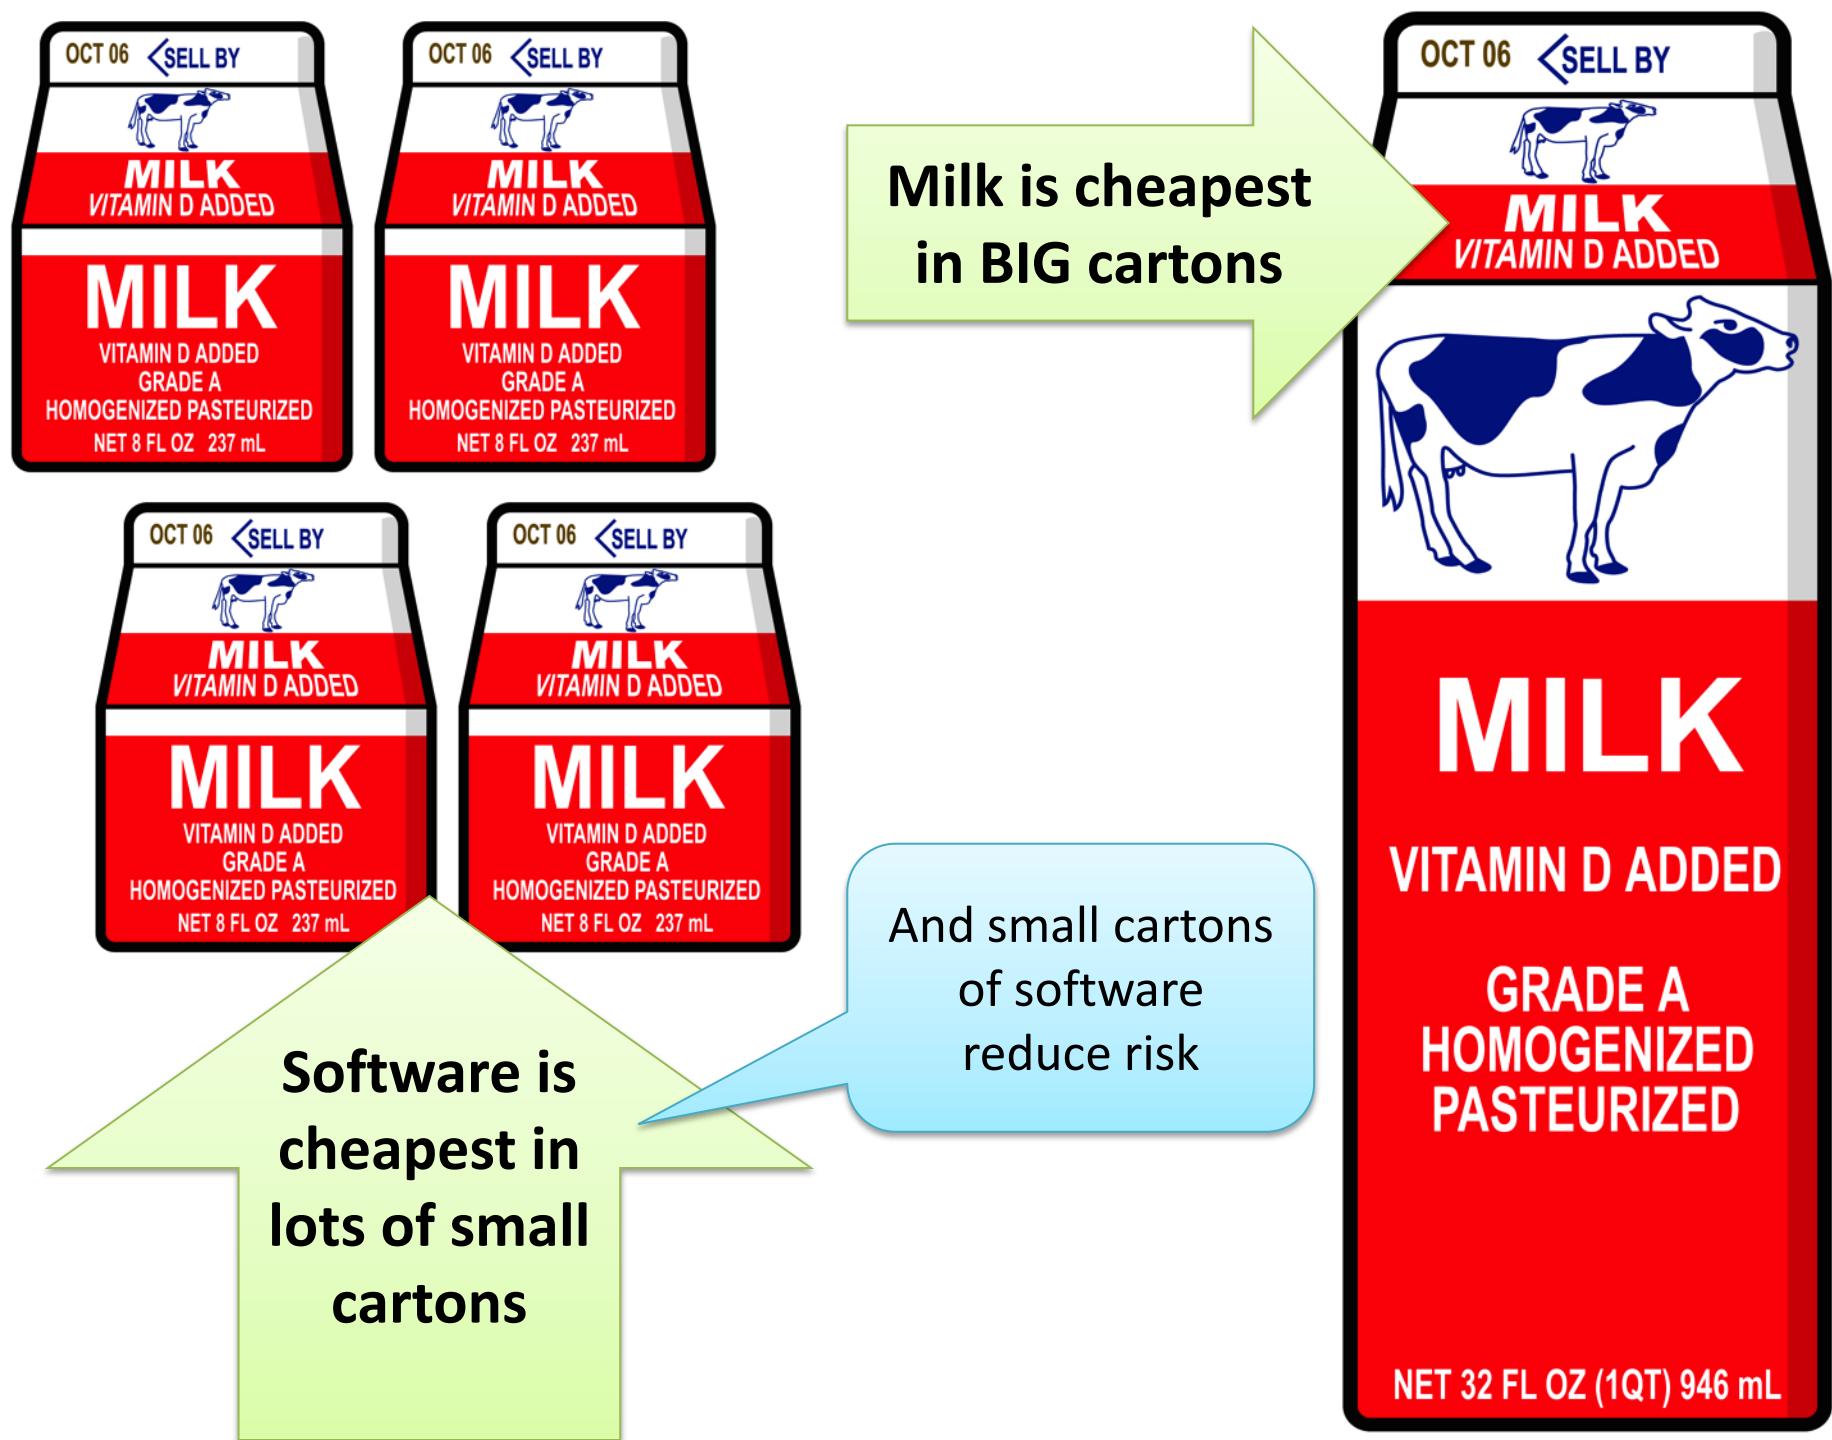 OCT 06 SELL BY
MILK
VITAMIN D ADDED
MILK
VITAMIN D ADDED
GRADE A
HOMOGENIZED PASTEURIZED
NET 8 FL OZ 237 mL
OCT 06 SELL BY
MILK
VITAMIN D ADDED
MILK
VITAMIN D ADDED
GRADE A
HOMOGENIZED PASTEURIZED
NET 8 FL OZ 237 mL
Milk is cheapest
in BIG cartons
OCT 06 SELL BY
MILK
VITAMIN D ADDED
MILK
VITAMIN D ADDED
GRADE A
HOMOGENIZED
PASTEURIZED
NET 32 FL OZ (1QT) 946 mL
OCT 06 SELL BY
MILK
VITAMIN D ADDED
MILK
VITAMIN D ADDED
GRADE A
HOMOGENIZED PASTEURIZED
NET 8 FL OZ 237 mL
OCT 06 SELL BY
MILK
VITAMIN D ADDED
MILK
VITAMIN D ADDED
GRADE A
HOMOGENIZED PASTEURIZED
NET 8 FL OZ 237 mL
And small cartons
of software
reduce risk
Software is
cheapest in
lots of small
cartons